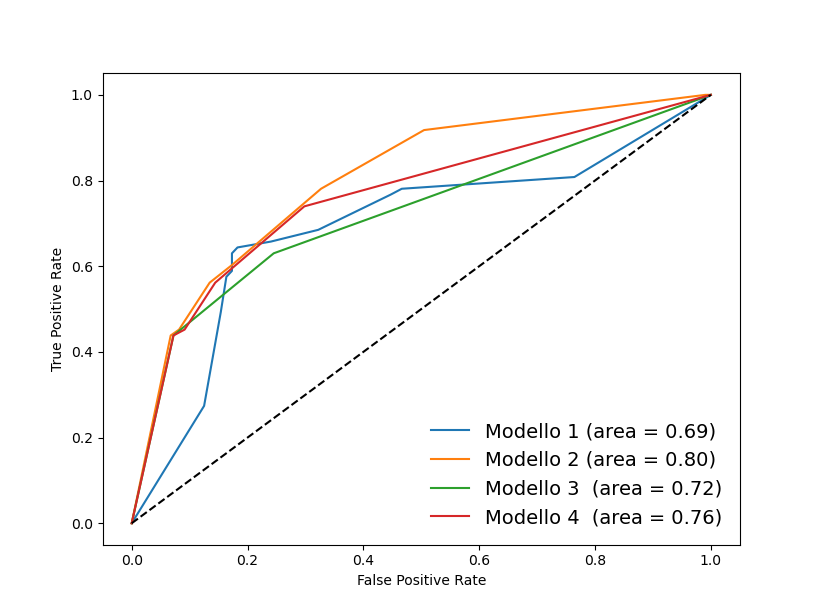 1.0
0.8
0.6
0.4
0.2
0.0
True Positive Rate
Modello 1 (area = 0.69)
Modello 2 (area = 0.80)
Modello 3  (area = 0.72)
Modello 4  (area = 0.76)
0.0 0.2 0.4 0.6 0.8 1.0
False Positive Rate